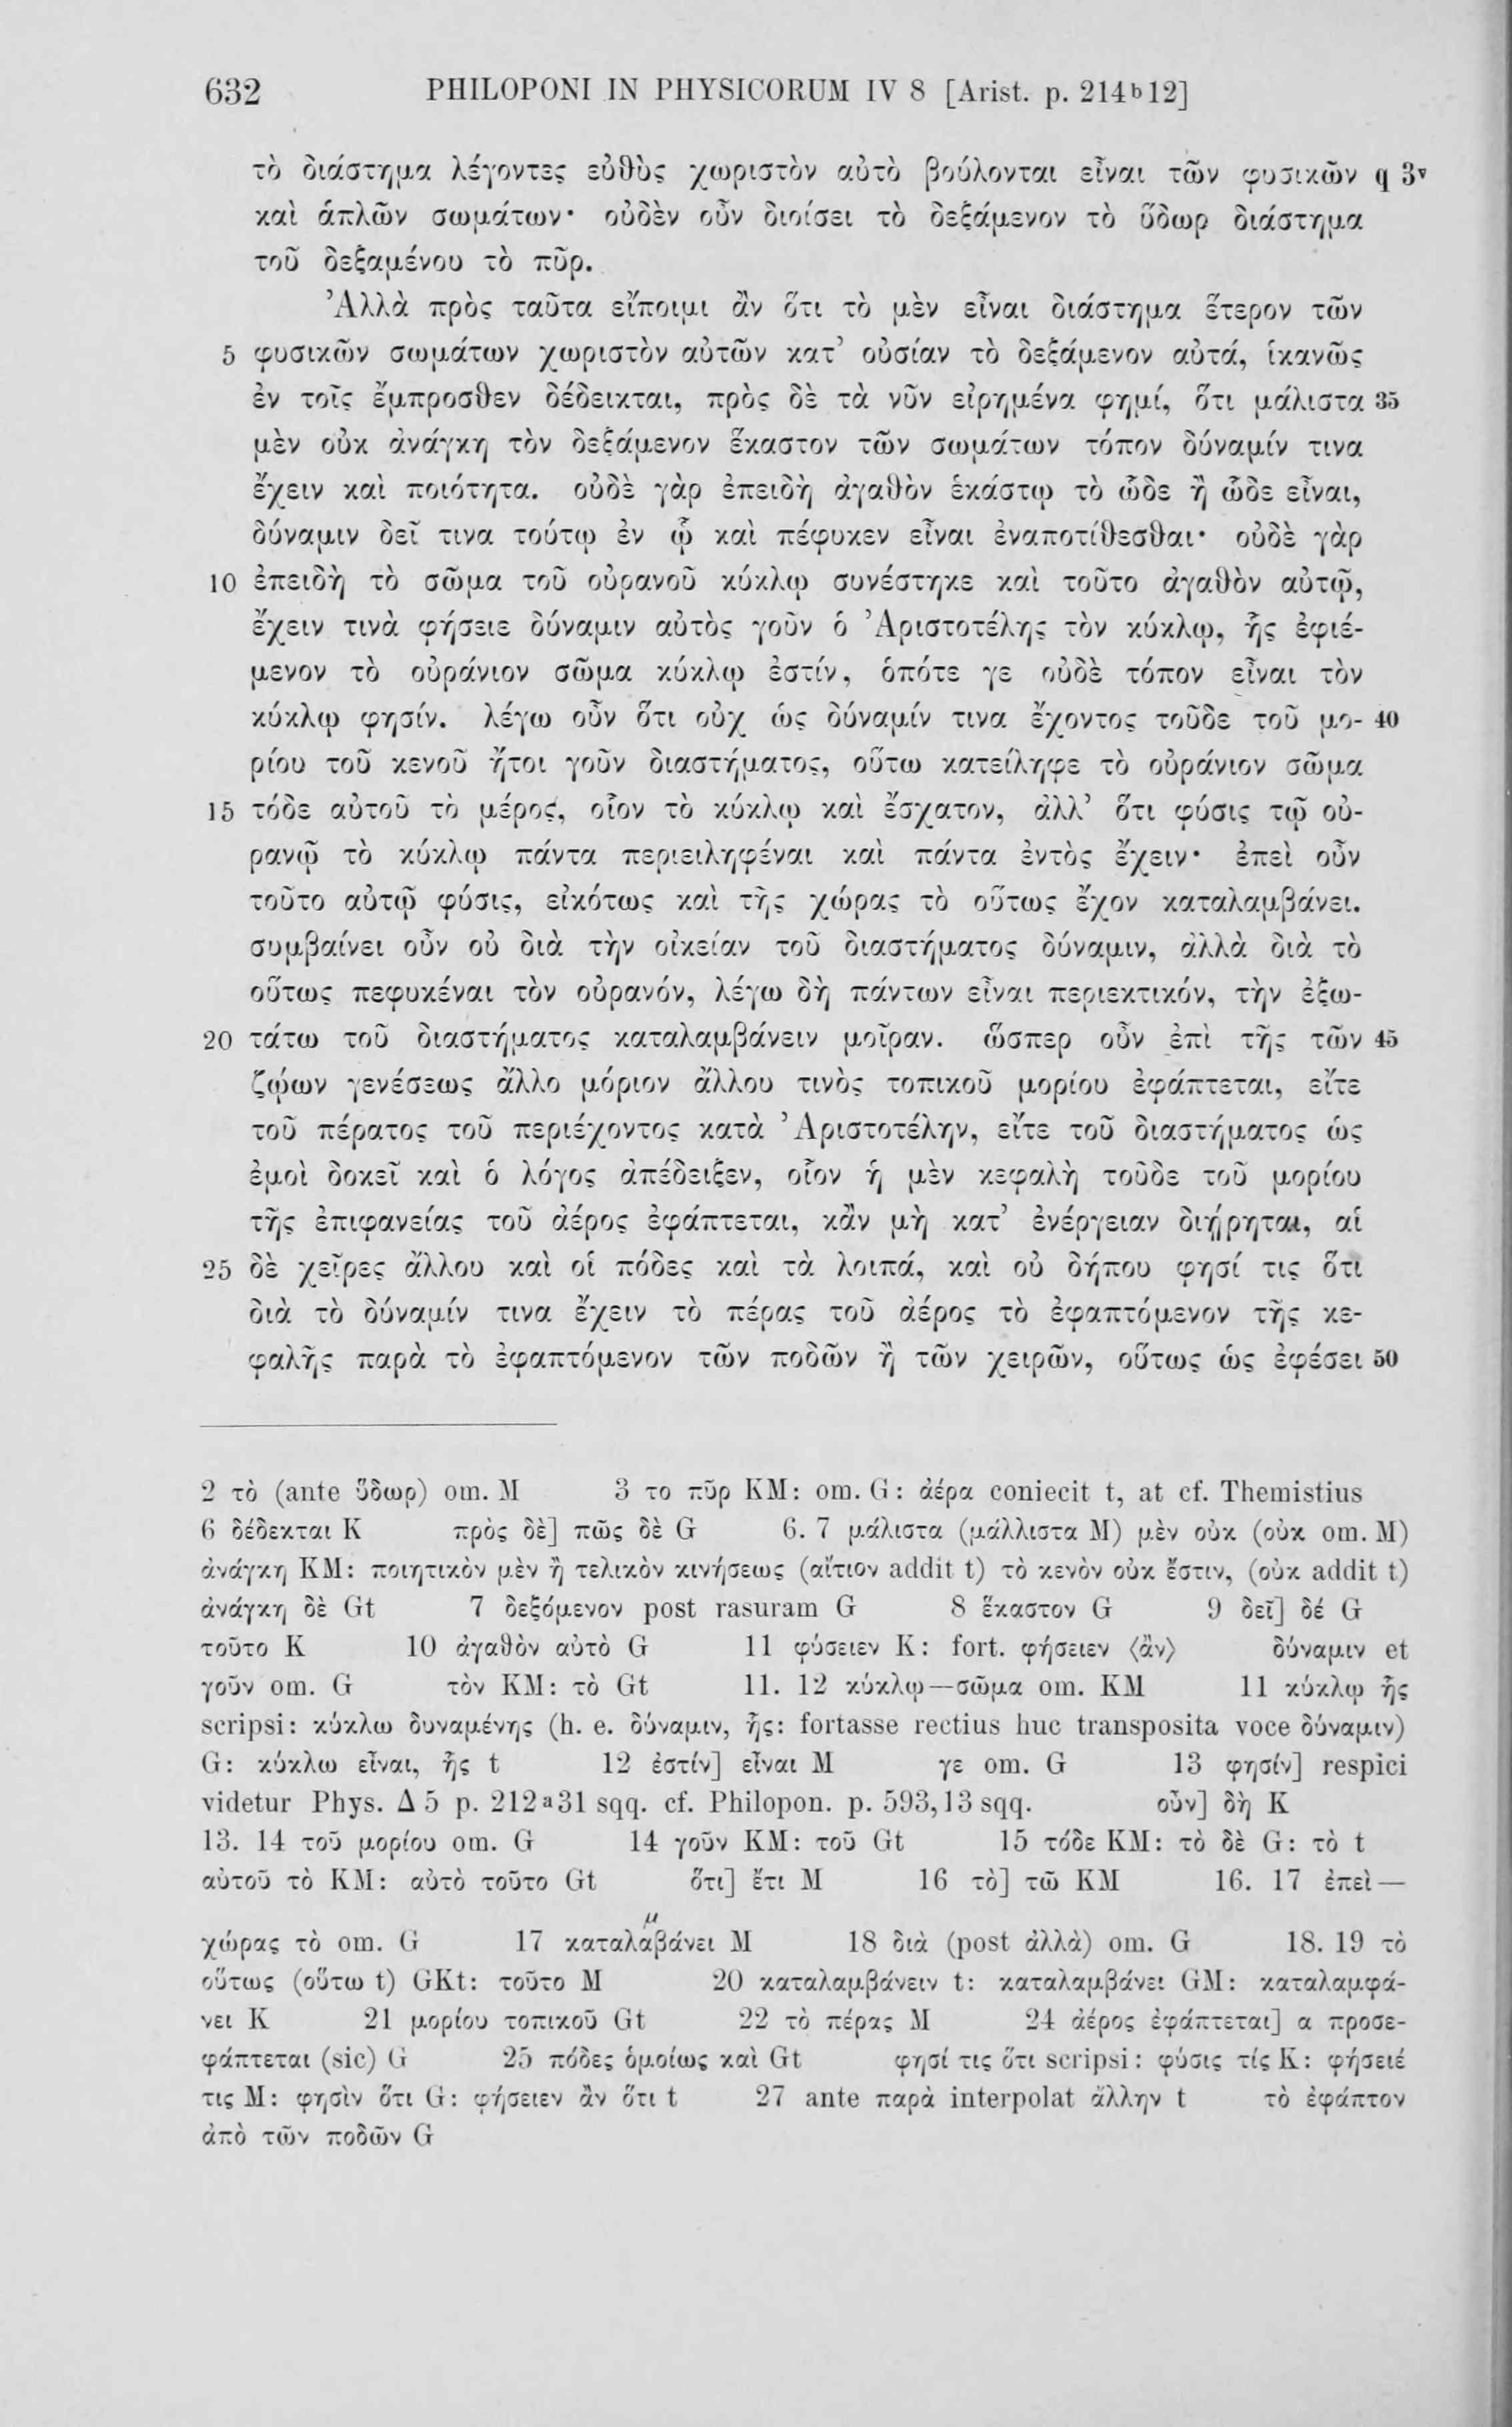 632 PHILOPONI IN PHYSICORUM IV 8 [Arist. p. 214ᵇ12]
τὸ διάστημα λέγοντες εὐθὺς χωριστὸν αὐτὸ βούλονται εἶναι τῶν φυσικῶν q 3ᵛ
καὶ ἁπλῶν σωμάτων· οὐδὲν οὖν διοίσει τὸ δεξάμενον τὸ ὕδωρ διάστημα
τοῦ δεξαμένου τὸ πῦρ.
Ἀλλὰ πρὸς ταῦτα εἴποιμι ἂν ὅτι τὸ μὲν εἶναι διάστημα ἕτερον τῶν
5 φυσικῶν σωμάτων χωριστὸν αὐτῶν κατ’ οὐσίαν τὸ δεξάμενον αὐτά, ἱκανῶς
ἐν τοῖς ἔμπροσθεν δέδεικται, πρὸς δὲ τὰ νῦν εἰρημένα φημί, ὅτι μάλιστα 35
μὲν οὐκ ἀνάγκη τὸν δεξάμενον ἕκαστον τῶν σωμάτων τόπον δύναμίν τινα
ἔχειν καὶ ποιότητα. οὐδὲ γὰρ ἐπειδὴ ἀγαθὸν ἑκάστῳ τὸ ὧδε ἢ ὧδε εἶναι,
δύναμιν δεῖ τινα τούτῳ ἐν ᾧ καὶ πέφυκεν εἶναι ἐναποτίθεσθαι· οὐδὲ γὰρ
10 ἐπειδὴ τὸ σῶμα τοῦ οὐρανοῦ κύκλῳ συνέστηκε καὶ τοῦτο ἀγαθὸν αὐτῷ,
ἔχειν τινὰ φήσειε δύναμιν αὐτὸς γοῦν ὁ Ἀριστοτέλης τὸν κύκλῳ, ἧς ἐφιέ-
μενον τὸ οὐράνιον σῶμα κύκλῳ ἐστίν, ὁπότε γε οὐδὲ τόπον εἶναι τὸν
κύκλῳ φησίν. λέγω οὖν ὅτι οὐχ ὡς δύναμίν τινα ἔχοντος τοῦδε τοῦ μο- 40
ρίου τοῦ κενοῦ ἤτοι γοῦν διαστήματος, οὕτω κατείληφε τὸ οὐράνιον σῶμα
15 τόδε αὐτοῦ τὸ μέρος, οἷον τὸ κύκλῳ καὶ ἔσχατον, ἀλλ’ ὅτι φύσις τῷ οὐ-
ρανῷ τὸ κύκλῳ πάντα περιειληφέναι καὶ πάντα ἐντὸς ἔχειν· ἐπεὶ οὖν
τοῦτο αὐτῷ φύσις, εἰκότως καὶ τῆς χώρας τὸ οὕτως ἔχον καταλαμβάνει.
συμβαίνει οὖν οὐ διὰ τὴν οἰκείαν τοῦ διαστήματος δύναμιν, ἀλλὰ διὰ τὸ
οὕτως πεφυκέναι τὸν οὐρανόν, λέγω δὴ πάντων εἶναι περιεκτικόν, τὴν ἐξω-
20 τάτω τοῦ διαστήματος καταλαμβάνειν μοῖραν. ὥσπερ οὖν ἐπὶ τῆς τῶν 45
ζῴων γενέσεως ἄλλο μόριον ἄλλου τινὸς τοπικοῦ μορίου ἐφάπτεται, εἴτε
τοῦ πέρατος τοῦ περιέχοντος κατὰ Ἀριστοτέλην, εἴτε τοῦ διαστήματος ὡς
ἐμοὶ δοκεῖ καὶ ὁ λόγος ἀπέδειξεν, οἷον ἡ μὲν κεφαλὴ τοῦδε τοῦ μορίου
τῆς ἐπιφανείας τοῦ ἀέρος ἐφάπτεται, κἂν μὴ κατ’ ἐνέργειαν διῄρηται, αἱ
25 δὲ χεῖρες ἄλλου καὶ οἱ πόδες καὶ τὰ λοιπά, καὶ οὐ δήπου φησί τις ὅτι
διὰ τὸ δύναμίν τινα ἔχειν τὸ πέρας τοῦ ἀέρος τὸ ἐφαπτόμενον τῆς κε-
φαλῆς παρὰ τὸ ἐφαπτόμενον τῶν ποδῶν ἢ τῶν χειρῶν, οὕτως ὡς ἐφέσει 50
2 τὸ (ante ὕδωρ) om. M 3 το πῦρ KM: om. G: ἀέρα coniecit t, at cf. Themistius
6 δέδεκται K πρὸς δὲ] πῶς δὲ G 6. 7 μάλιστα (μάλλιστα M) μὲν οὐκ (οὐκ om. M)
ἀνάγκη KM: ποιητικὸν μὲν ἢ τελικὸν κινήσεως (αἴτιον addit t) τὸ κενὸν οὐκ ἔστιν, (οὐκ addit t)
ἀνάγκη δὲ Gt 7 δεξόμενον post rasuram G 8 ἕκαστον G 9 δεῖ] δέ G
τοῦτο K 10 ἀγαθὸν αὐτὸ G 11 φύσειεν K: fort. φήσειεν ⟨ἂν⟩ δύναμιν et
γοῦν om. G τὸν KM: τὸ Gt 11. 12 κύκλῳ—σῶμα om. KM 11 κύκλῳ ἧς
scripsi: κύκλω δυναμένης (h. e. δύναμιν, ἧς: fortasse rectius huc transposita voce δύναμιν)
G: κύκλω εἶναι, ἧς t 12 ἐστίν] εἶναι M γε om. G 13 φησίν] respici
videtur Phys. Δ 5 p. 212ᵃ31 sqq. cf. Philopon. p. 593,13 sqq. οὖν] δὴ K
13. 14 τοῦ μορίου om. G 14 γοῦν KM: τοῦ Gt 15 τόδε KM: τὸ δὲ G: τὸ t
αὐτοῦ τὸ KM: αὐτὸ τοῦτο Gt ὅτι] ἔτι M 16 τὸ] τῶ KM 16. 17 ἐπεὶ—
χώρας τὸ om. G 17 καταλαμβάνει M 18 διὰ (post ἀλλὰ) om. G 18. 19 τὸ
οὕτως (οὕτω t) GKt: τοῦτο M 20 καταλαμβάνειν t: καταλαμβάνει GM: καταλαμφά-
νει K 21 μορίου τοπικοῦ Gt 22 τὸ πέρας M 24 ἀέρος ἐφάπτεται] α προσε-
φάπτεται (sic) G 25 πόδες ὁμοίως καὶ Gt φησί τις ὅτι scripsi: φύσις τίς K: φήσειέ
τις M: φησὶν ὅτι G: φήσειεν ἂν ὅτι t 27 ante παρὰ interpolat ἄλλην t τὸ ἐφάπτον
ἀπὸ τῶν ποδῶν G